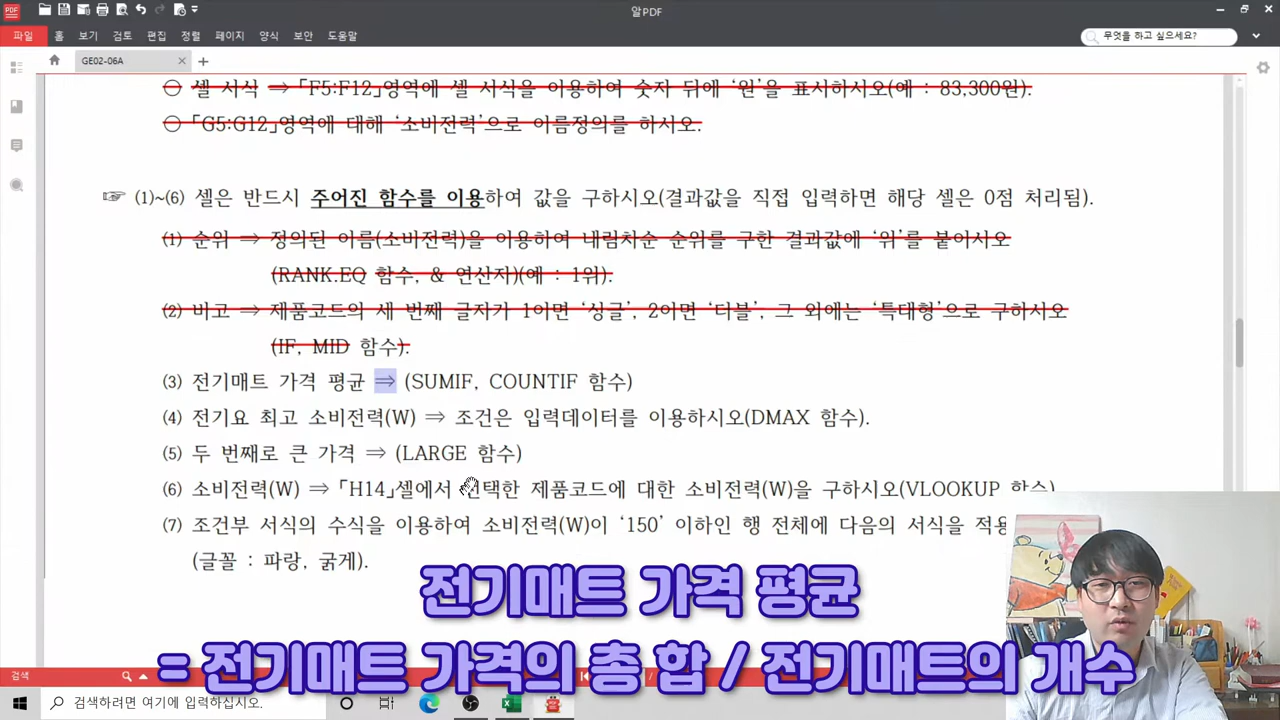 알PDF
파일 홈 보기 검토 편집 정렬 페이지 양식 보안 도움말
무엇을 하고 싶으세요?
GE02-06A
○ 셀 서식 ⇒ 「F5:F12」영역에 셀 서식을 이용하여 숫자 뒤에 ‘원’을 표시하시오(예 : 83,300원).
○ 「G5:G12」영역에 대해 ‘소비전력’으로 이름정의를 하시오.
☞ (1)~(6) 셀은 반드시 주어진 함수를 이용하여 값을 구하시오(결과값을 직접 입력하면 해당 셀은 0점 처리됨).
(1) 순위 ⇒ 정의된 이름(소비전력)을 이용하여 내림차순 순위를 구한 결과값에 ‘위’를 붙이시오
(RANK.EQ 함수, & 연산자)(예 : 1위).
(2) 비고 ⇒ 제품코드의 세 번째 글자가 1이면 ‘싱글’, 2이면 ‘더블’, 그 외에는 ‘특대형’으로 구하시오
(IF, MID 함수).
(3) 전기매트 가격 평균 ⇒ (SUMIF, COUNTIF 함수)
(4) 전기요 최고 소비전력(W) ⇒ 조건은 입력데이터를 이용하시오(DMAX 함수).
(5) 두 번째로 큰 가격 ⇒ (LARGE 함수)
(6) 소비전력(W) ⇒ 「H14」셀에서 선택한 제품코드에 대한 소비전력(W)을 구하시오(VLOOKUP 함수).
(7) 조건부 서식의 수식을 이용하여 소비전력(W)이 ‘150’ 이하인 행 전체에 다음의 서식을 적용
(글꼴 : 파랑, 굵게).
전기매트 가격 평균
= 전기매트 가격의 총 합 / 전기매트의 개수
검색
검색하려면 여기에 입력하십시오.